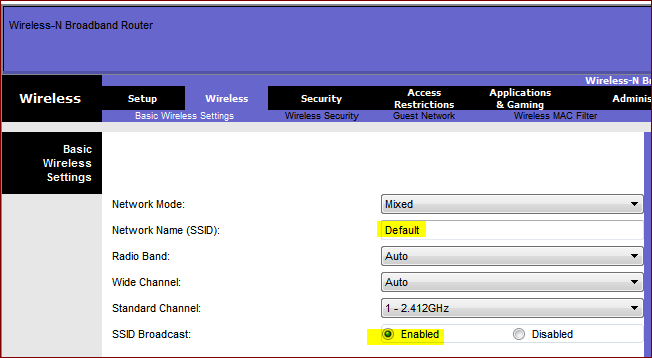 Wireless-N Broadband Router
Wireless-N B
Wireless
Setup
Wireless
Security
Access
Restrictions
Applications
& Gaming
Adminis
Basic Wireless Settings
Wireless Security
Guest Network
Wireless MAC Filter
Basic
Wireless
Settings
Network Mode: Mixed
Network Name (SSID): Default
Radio Band: Auto
Wide Channel: Auto
Standard Channel: 1 - 2.412GHz
SSID Broadcast: Enabled Disabled